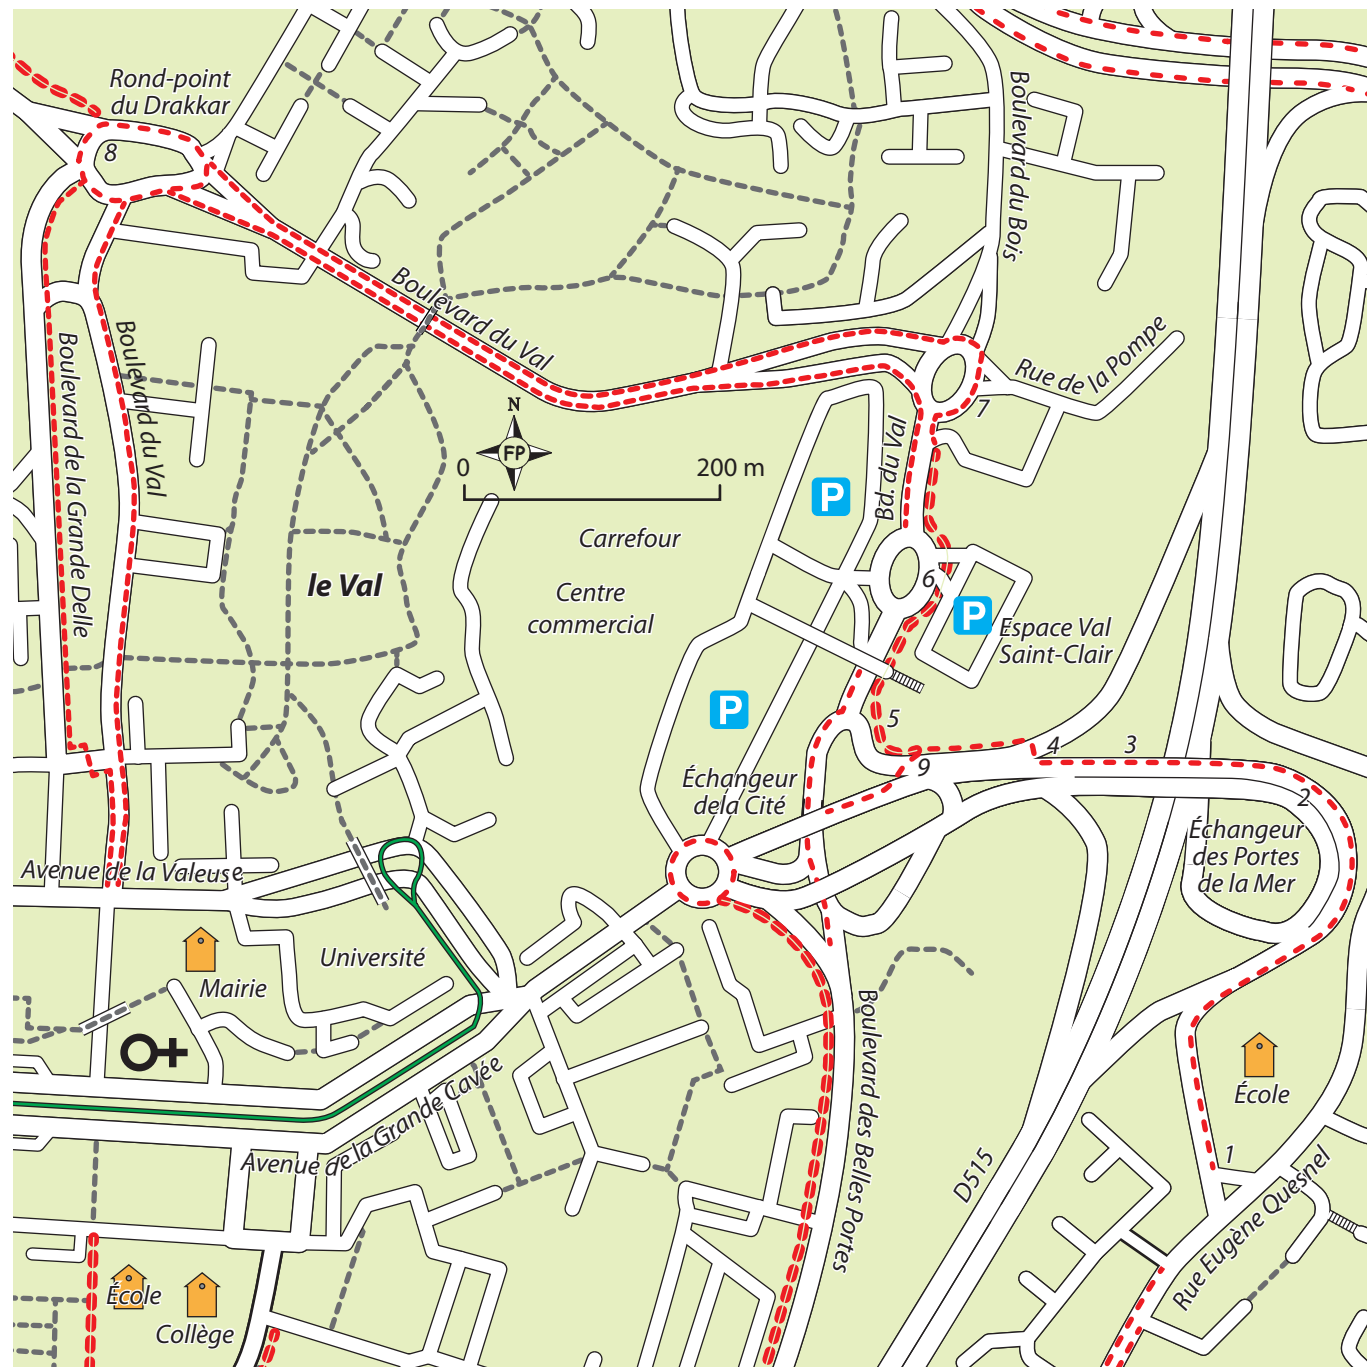 Rond-point
du Drakkar
8
Boulevard du Bois
Boulevard du Val
Rue de la Pompe
7
Boulevard de la Grande Delle
Boulevard du Val
N
FP
0
200 m
Bd. du Val
P
Carrefour
Centre
commercial
le Val
6
P
Espace Val
Saint-Clair
P
5
4
3
9
2
Échangeur
dela Cité
Échangeur
des Portes
de la Mer
Avenue de la Valeuse
Mairie
Université
Boulevard des Belles Portes
École
1
Avenue de la Grande Cavée
D515
Rue Eugène Quesnel
École
Collège